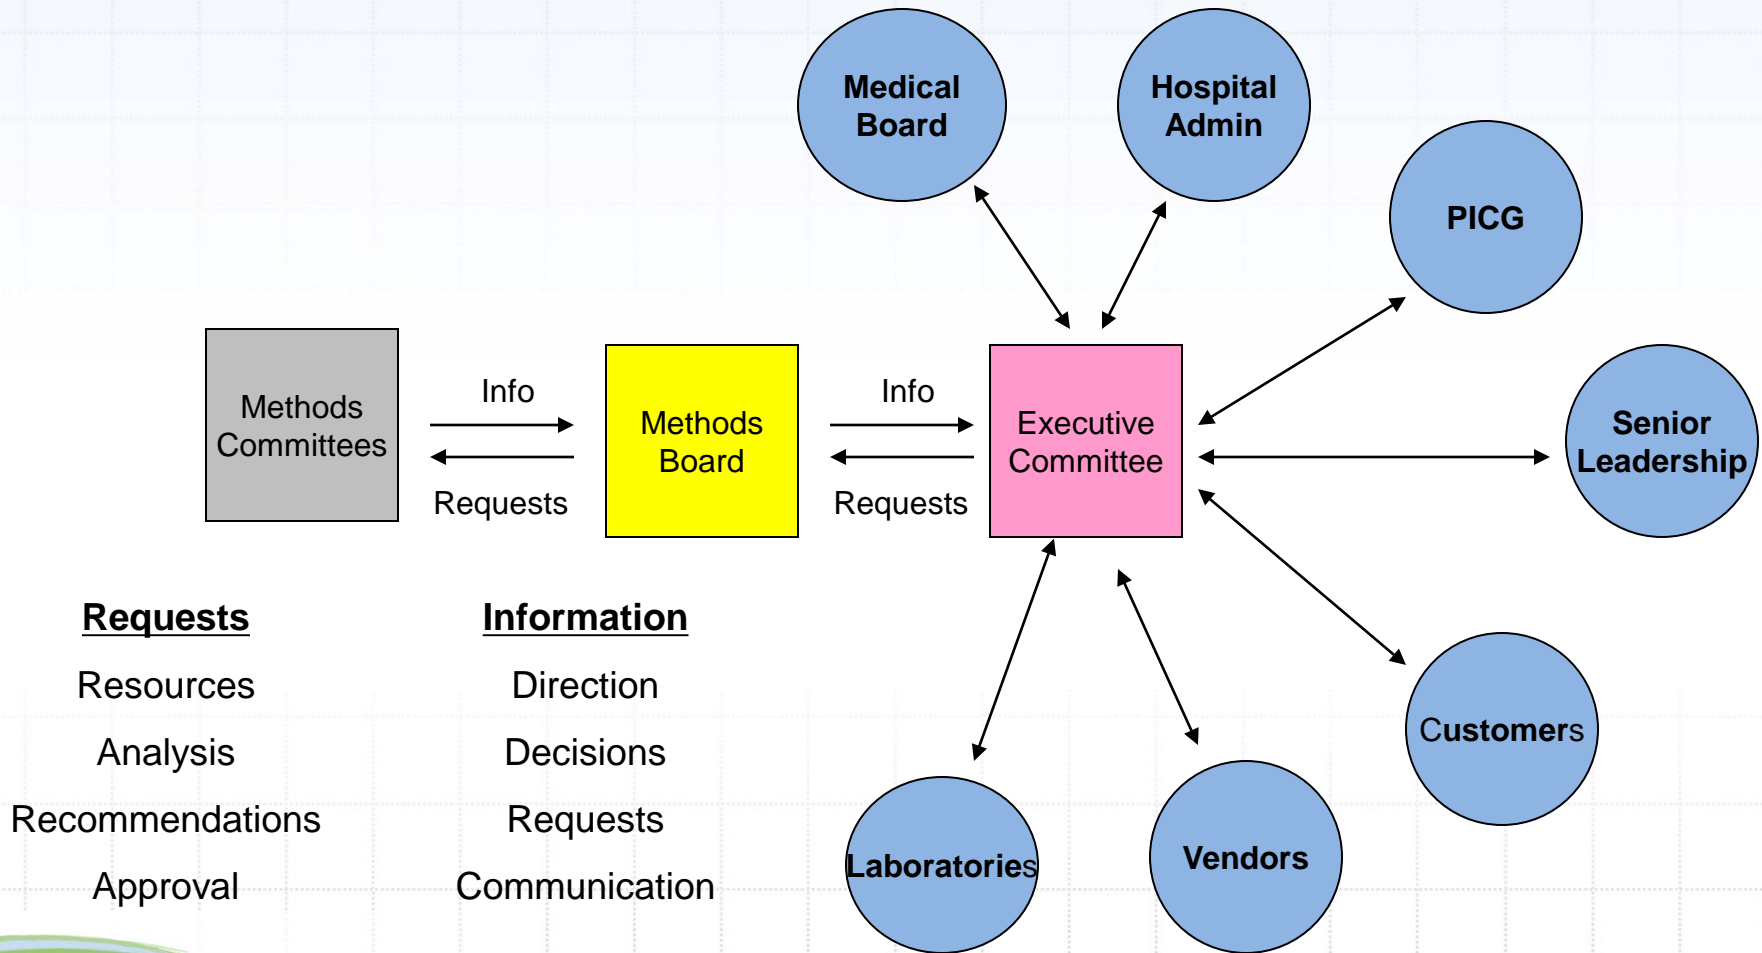 Medical
Board
Hospital
Admin
PICG
Methods
Committees
Info
Requests
Methods
Board
Info
Requests
Executive
Committee
Senior
Leadership
Requests
Resources
Analysis
Recommendations
Approval
Information
Direction
Decisions
Requests
Communication
Customers
Laboratories
Vendors